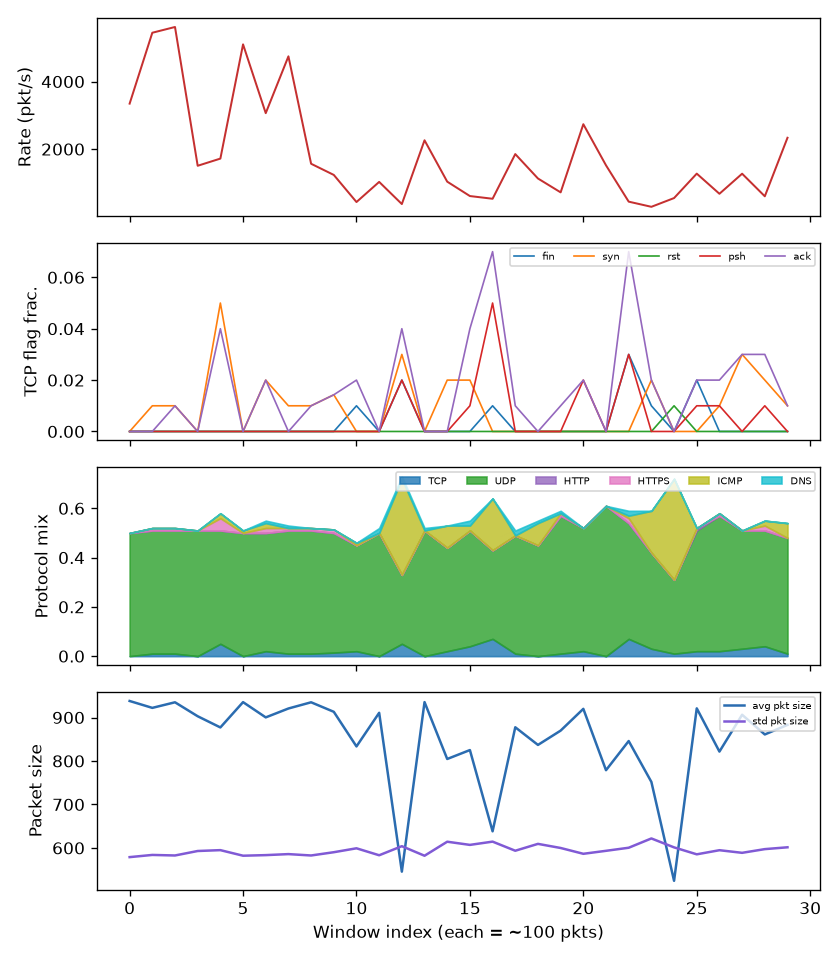 Rate (pkt/s)
4000
2000
TCP flag frac.
0.06
0.04
0.02
0.00
fin syn rst psh ack
Protocol mix
0.6
0.4
0.2
0.0
TCP UDP HTTP HTTPS ICMP DNS
Packet size
900
800
700
600
avg pkt size
std pkt size
0 5 10 15 20 25 30
Window index (each = ~100 pkts)